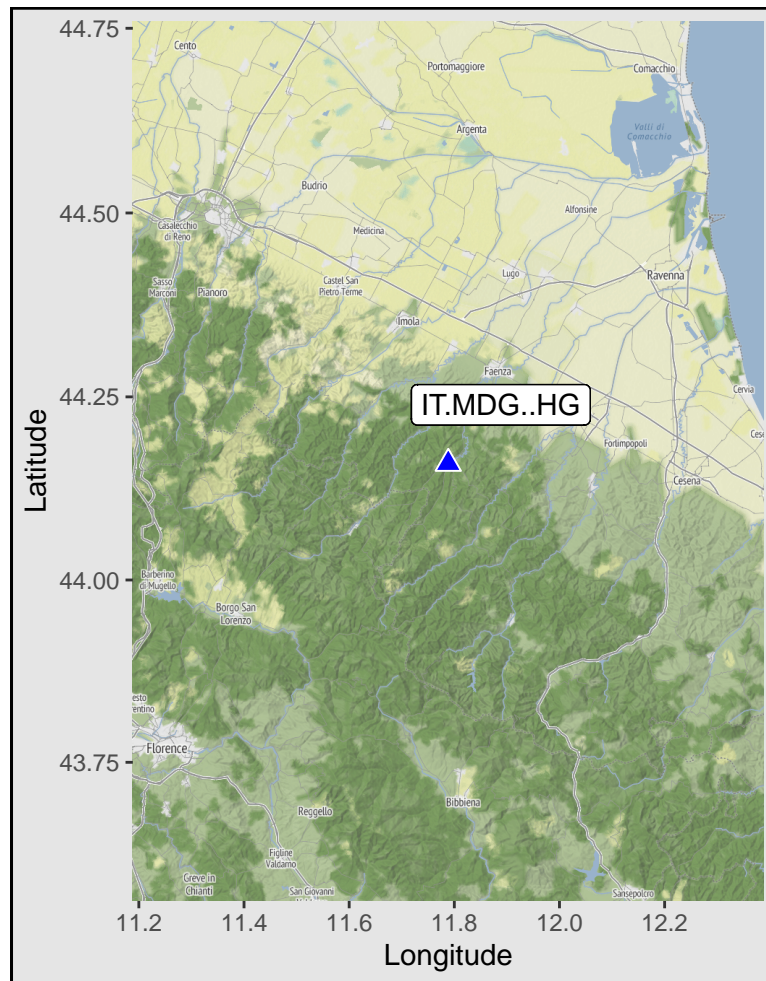 44.75
44.50
44.25
44.00
43.75
Latitude
11.2
11.4
11.6
11.8
12.0
12.2
Longitude
IT.MDG..HG
Cento
Portomaggiore
Comacchio
Valli di
Comacchio
Argenta
Budrio
Alfonsine
Casalecchio
di Reno
Medicina
Sasso
Marconi
Pianoro
Castel San
Pietro Terme
Lugo
Ravenna
Imola
Faenza
Cervia
Forlimpopoli
Cesena
Barberino
di Mugello
Borgo San
Lorenzo
Florence
Bibbiena
Reggello
Figline
Valdarno
Greve in
Chianti
San Giovanni
Sansepolcro